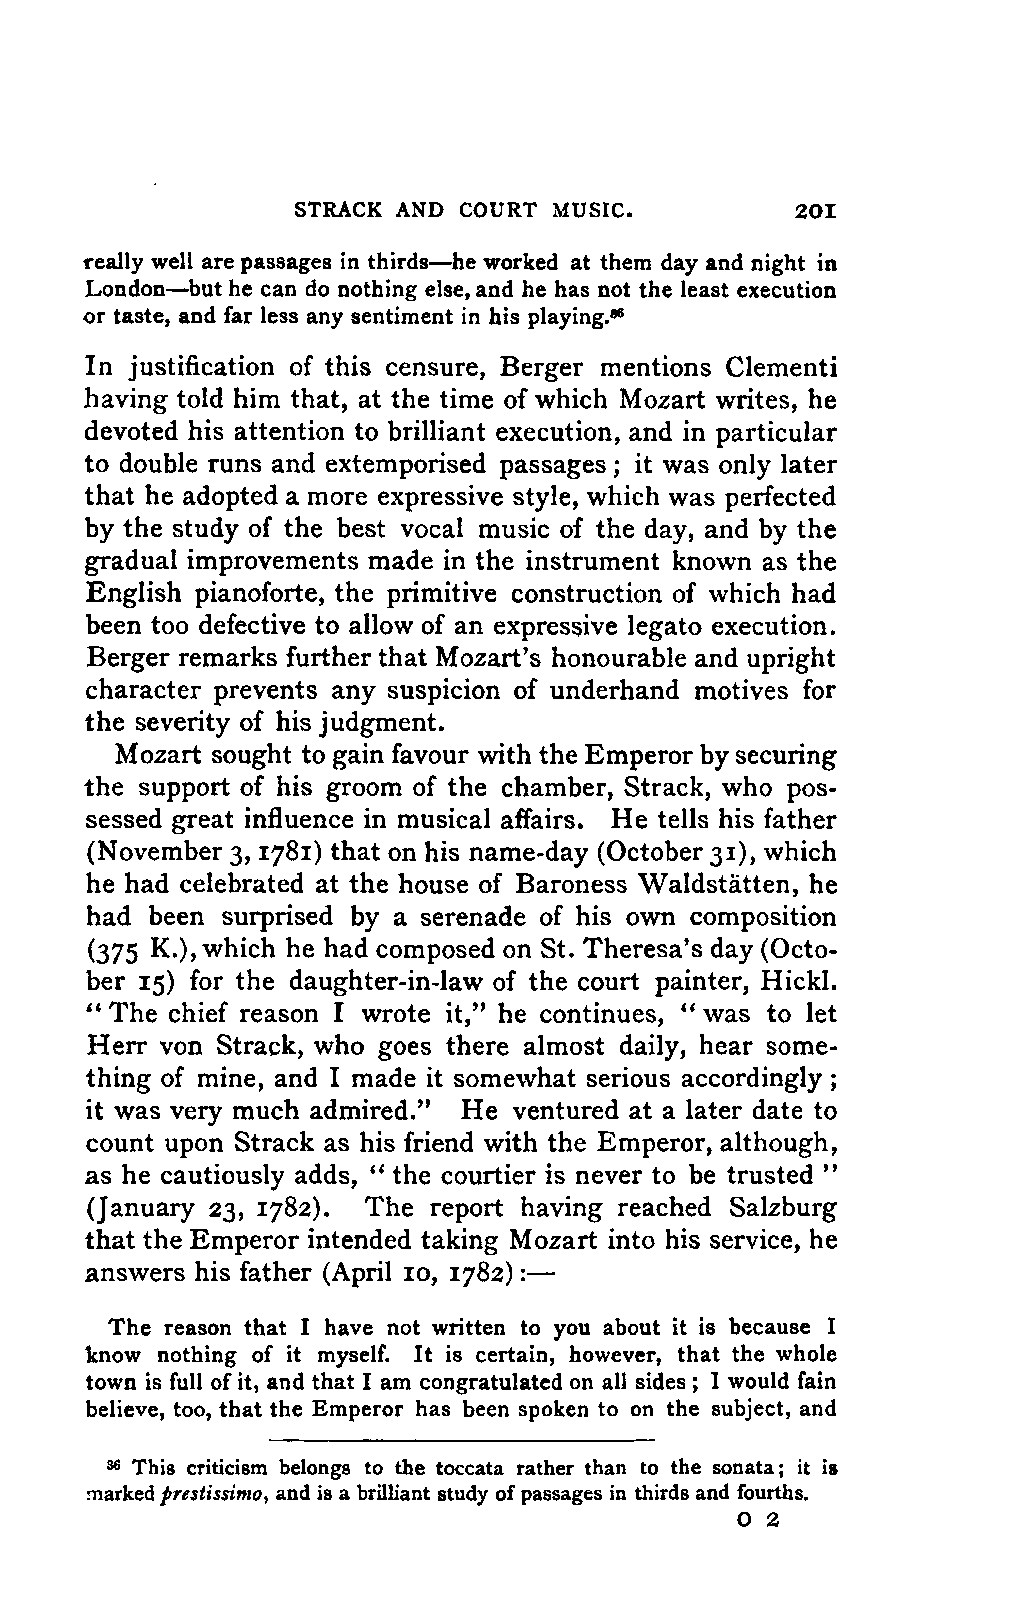 STRACK AND COURT MUSIC. 201
really well are passages in thirds—he worked at them day and night in
London—but he can do nothing else, and he has not the least execution
or taste, and far less any sentiment in his playing.³⁶
In justification of this censure, Berger mentions Clementi
having told him that, at the time of which Mozart writes, he
devoted his attention to brilliant execution, and in particular
to double runs and extemporised passages ; it was only later
that he adopted a more expressive style, which was perfected
by the study of the best vocal music of the day, and by the
gradual improvements made in the instrument known as the
English pianoforte, the primitive construction of which had
been too defective to allow of an expressive legato execution.
Berger remarks further that Mozart's honourable and upright
character prevents any suspicion of underhand motives for
the severity of his judgment.
Mozart sought to gain favour with the Emperor by securing
the support of his groom of the chamber, Strack, who pos-
sessed great influence in musical affairs. He tells his father
(November 3, 1781) that on his name-day (October 31), which
he had celebrated at the house of Baroness Waldstätten, he
had been surprised by a serenade of his own composition
(375 K.), which he had composed on St. Theresa's day (Octo-
ber 15) for the daughter-in-law of the court painter, Hickl.
" The chief reason I wrote it," he continues, " was to let
Herr von Strack, who goes there almost daily, hear some-
thing of mine, and I made it somewhat serious accordingly ;
it was very much admired." He ventured at a later date to
count upon Strack as his friend with the Emperor, although,
as he cautiously adds, " the courtier is never to be trusted "
(January 23, 1782). The report having reached Salzburg
that the Emperor intended taking Mozart into his service, he
answers his father (April 10, 1782) :—
The reason that I have not written to you about it is because I
know nothing of it myself. It is certain, however, that the whole
town is full of it, and that I am congratulated on all sides ; I would fain
believe, too, that the Emperor has been spoken to on the subject, and
³⁶ This criticism belongs to the toccata rather than to the sonata; it is
marked prestissimo, and is a brilliant study of passages in thirds and fourths.
O 2